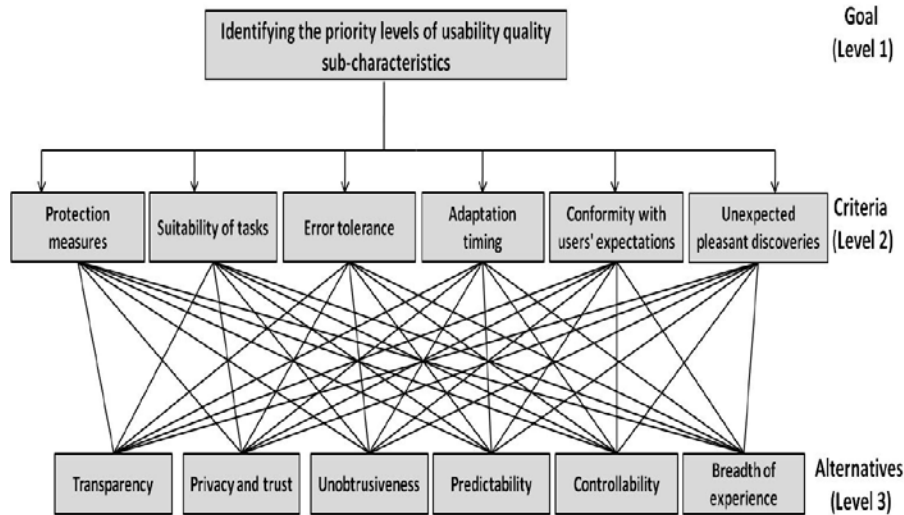 Goal
(Level 1)
Identifying the priority levels of usability quality
sub-characteristics
Protection
measures
Suitability of tasks
Error tolerance
Adaptation
timing
Conformity with
users' expectations
Unexpected
pleasant discoveries
Criteria
(Level 2)
Transparency
Privacy and trust
Unobtrusiveness
Predictability
Controllability
Breadth of
experience
Alternatives
(Level 3)